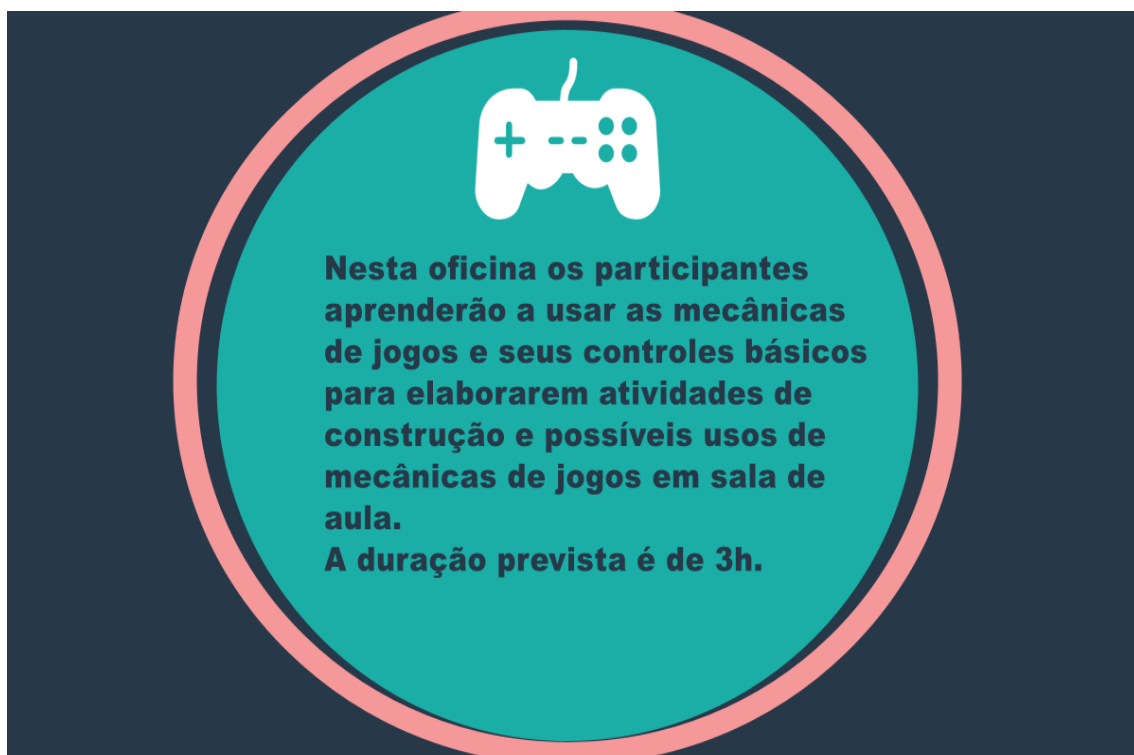 Nesta oficina os participantes
aprenderão a usar as mecânicas
de jogos e seus controles básicos
para elaborarem atividades de
construção e possíveis usos de
mecânicas de jogos em sala de
aula.
A duração prevista é de 3h.